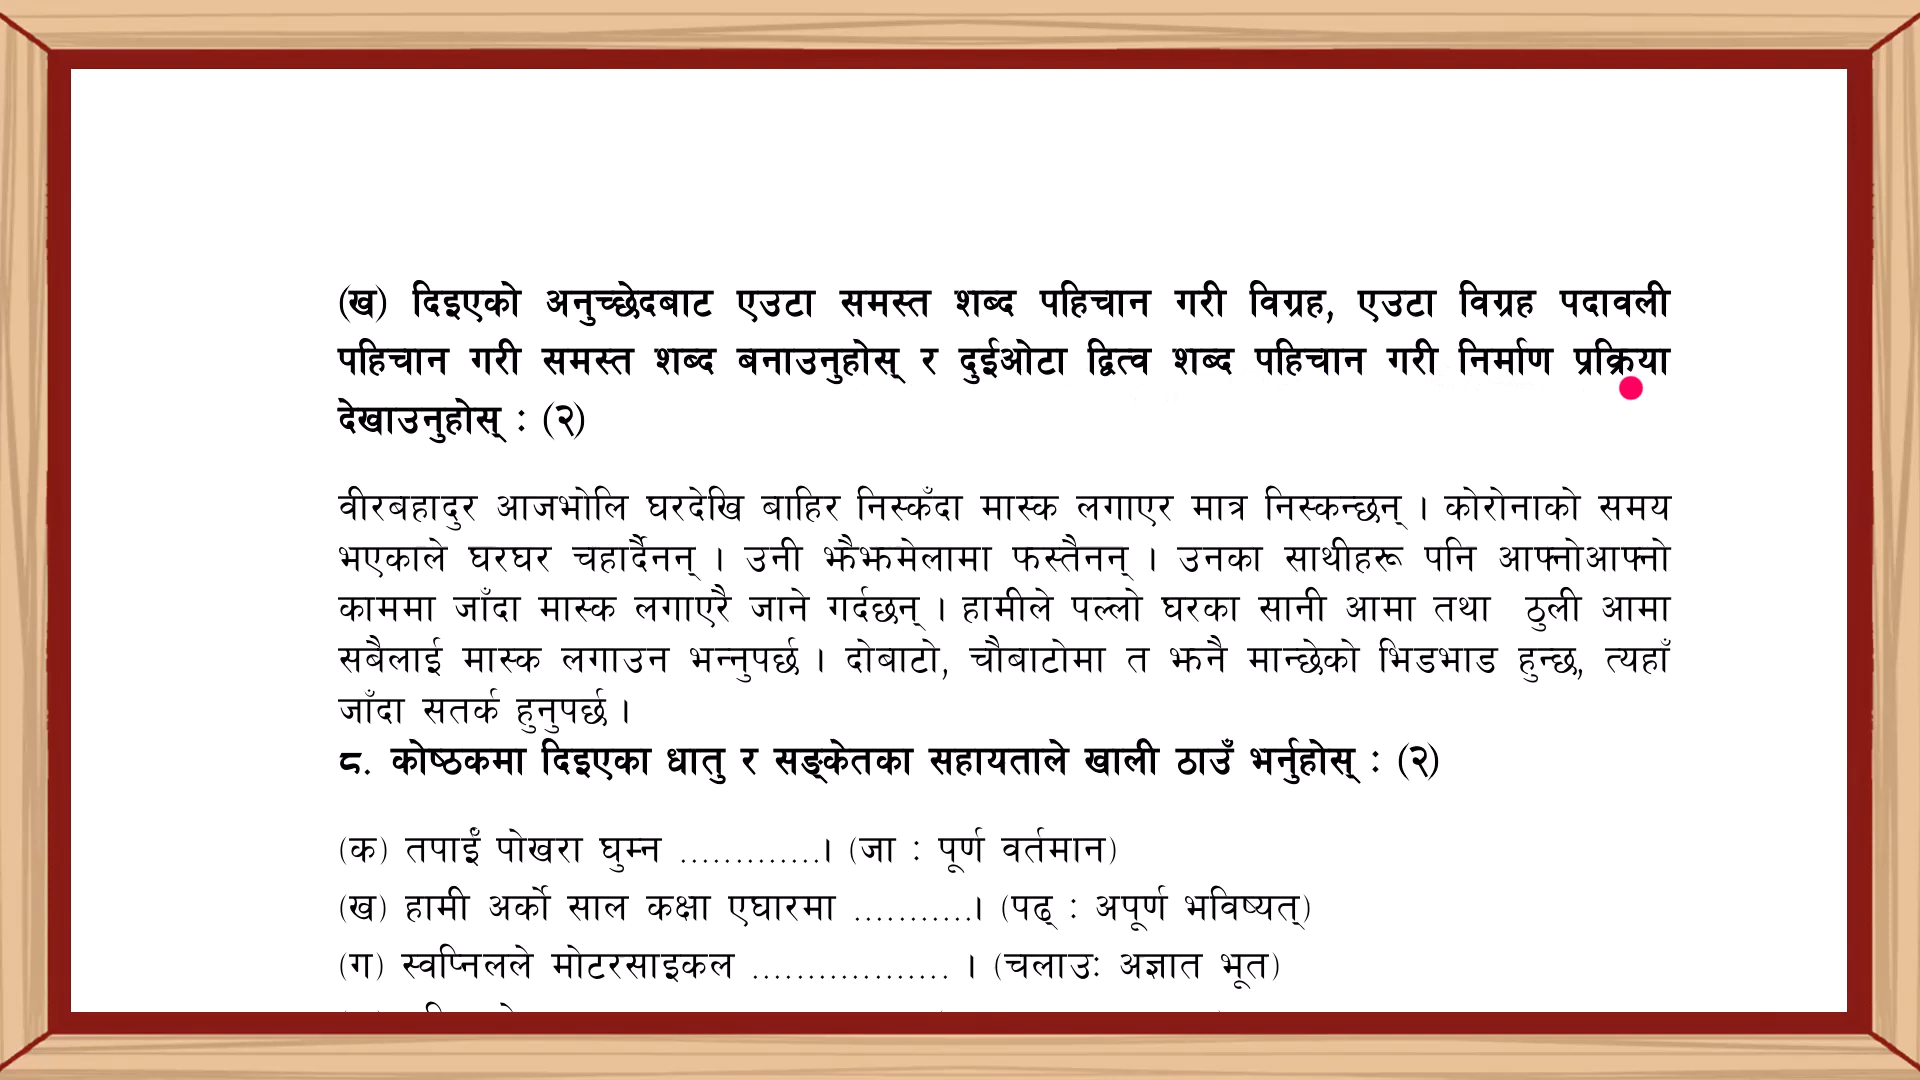 (ख) दिइएको अनुच्छेदबाट एउटा समस्त शब्द पहिचान गरी विग्रह, एउटा विग्रह पदावली
पहिचान गरी समस्त शब्द बनाउनुहोस् र दुईओटा द्वित्व शब्द पहिचान गरी निर्माण प्रक्रिया
देखाउनुहोस् : (२)
वीरबहादुर आजभोलि घरदेखि बाहिर निस्कँदा मास्क लगाएर मात्र निस्कन्छन् । कोरोनाको समय
भएकाले घरघर चहार्दैनन् । उनी झैझमेलामा फस्तैनन् । उनका साथीहरू पनि आफ्नोआफ्नो
काममा जाँदा मास्क लगाएरै जाने गर्दछन् । हामीले पल्लो घरका सानी आमा तथा ठुली आमा
सबैलाई मास्क लगाउन भन्नुपर्छ । दोबाटो, चौबाटोमा त झनै मान्छेको भिडभाड हुन्छ, त्यहाँ
जाँदा सतर्क हुनुपर्छ ।
८. कोष्ठकमा दिइएका धातु र सङ्केतका सहायताले खाली ठाउँ भर्नुहोस् : (२)
(क) तपाईँ पोखरा घुम्न .............। (जा : पूर्ण वर्तमान)
(ख) हामी अर्को साल कक्षा एघारमा ...........। (पढ् : अपूर्ण भविष्यत्)
(ग) स्वप्निलले मोटरसाइकल .................. । (चलाउः अज्ञात भूत)